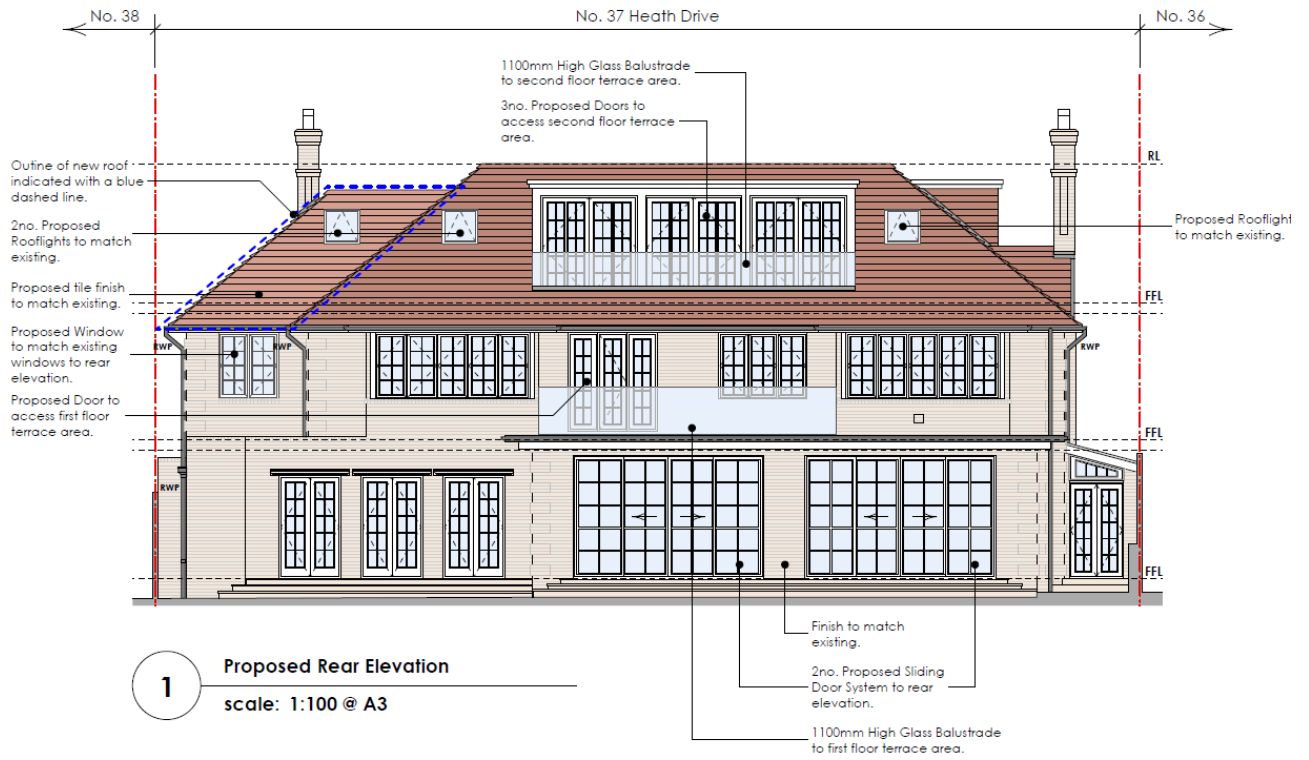 No. 38
No. 37 Heath Drive
No. 36
1100mm High Glass Balustrade
to second floor terrace area.
3no. Proposed Doors to
access second floor terrace
area.
Outine of new roof
indicated with a blue
dashed line.
2no. Proposed
Rooflights to match
existing.
Proposed tile finish
to match existing.
Proposed Window
to match existing
windows to rear
elevation.
Proposed Door to
access first floor
terrace area.
RL
Proposed Rooflight
to match existing.
FFL
RWP
RWP
RWP
FFL
RWP
FFL
Finish to match
existing.
2no. Proposed Sliding
Door System to rear
elevation.
1100mm High Glass Balustrade
to first floor terrace area.
1
Proposed Rear Elevation
scale: 1:100 @ A3